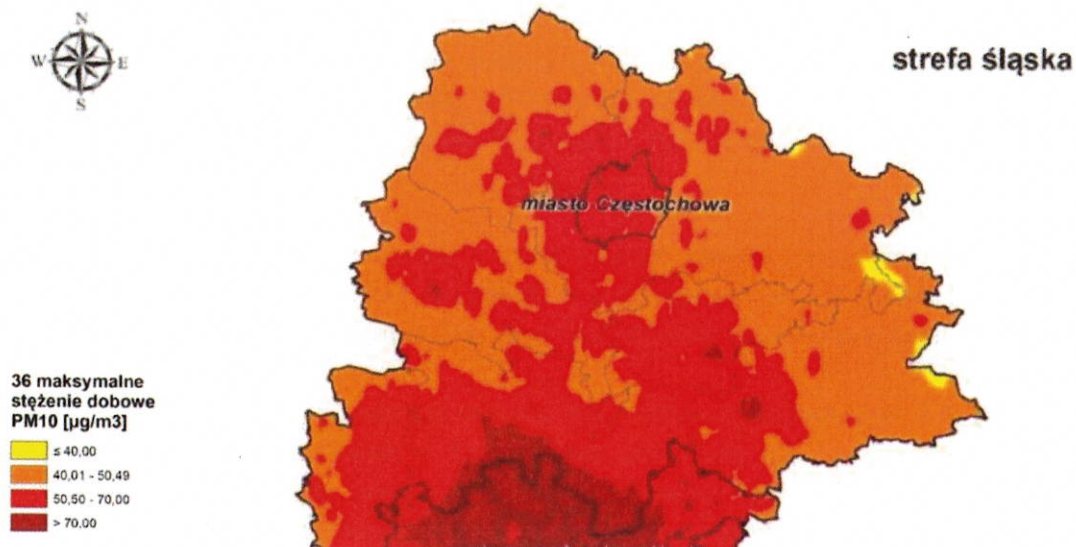 N
W E
S
strefa śląska
miasto Częstochowa
36 maksymalne
stężenie dobowe
PM10 [µg/m3]
≤ 40,00
40,01 - 50,49
50,50 - 70,00
> 70,00